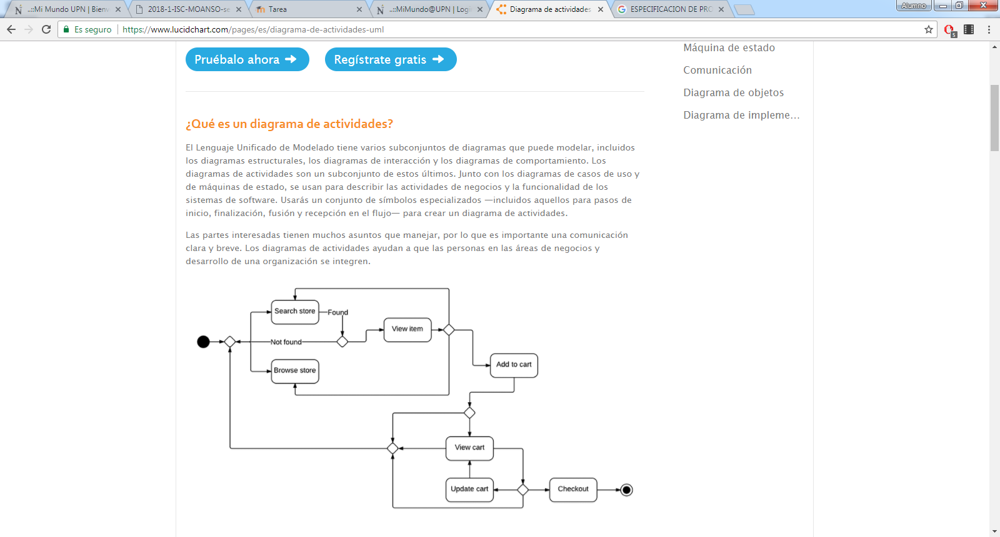 ..::Mi Mundo UPN | Bienv
2018-1-ISC-MOANSO-se
Tarea
..::MiMundo@UPN | Logi
Diagrama de actividades
ESPECIFICACION DE PRO
Alumno
Es seguro
https://www.lucidchart.com/pages/es/diagrama-de-actividades-uml
5
Pruébalo ahora
Regístrate gratis
Máquina de estado
Comunicación
Diagrama de objetos
Diagrama de impleme...
¿Qué es un diagrama de actividades?
El Lenguaje Unificado de Modelado tiene varios subconjuntos de diagramas que puede modelar, incluidos
los diagramas estructurales, los diagramas de interacción y los diagramas de comportamiento. Los
diagramas de actividades son un subconjunto de estos últimos. Junto con los diagramas de casos de uso y
de máquinas de estado, se usan para describir las actividades de negocios y la funcionalidad de los
sistemas de software. Usarás un conjunto de símbolos especializados —incluidos aquellos para pasos de
inicio, finalización, fusión y recepción en el flujo— para crear un diagrama de actividades.
Las partes interesadas tienen muchos asuntos que manejar, por lo que es importante una comunicación
clara y breve. Los diagramas de actividades ayudan a que las personas en las áreas de negocios y
desarrollo de una organización se integren.
Search store
Found
View item
Not found
Browse store
Add to cart
View cart
Update cart
Checkout